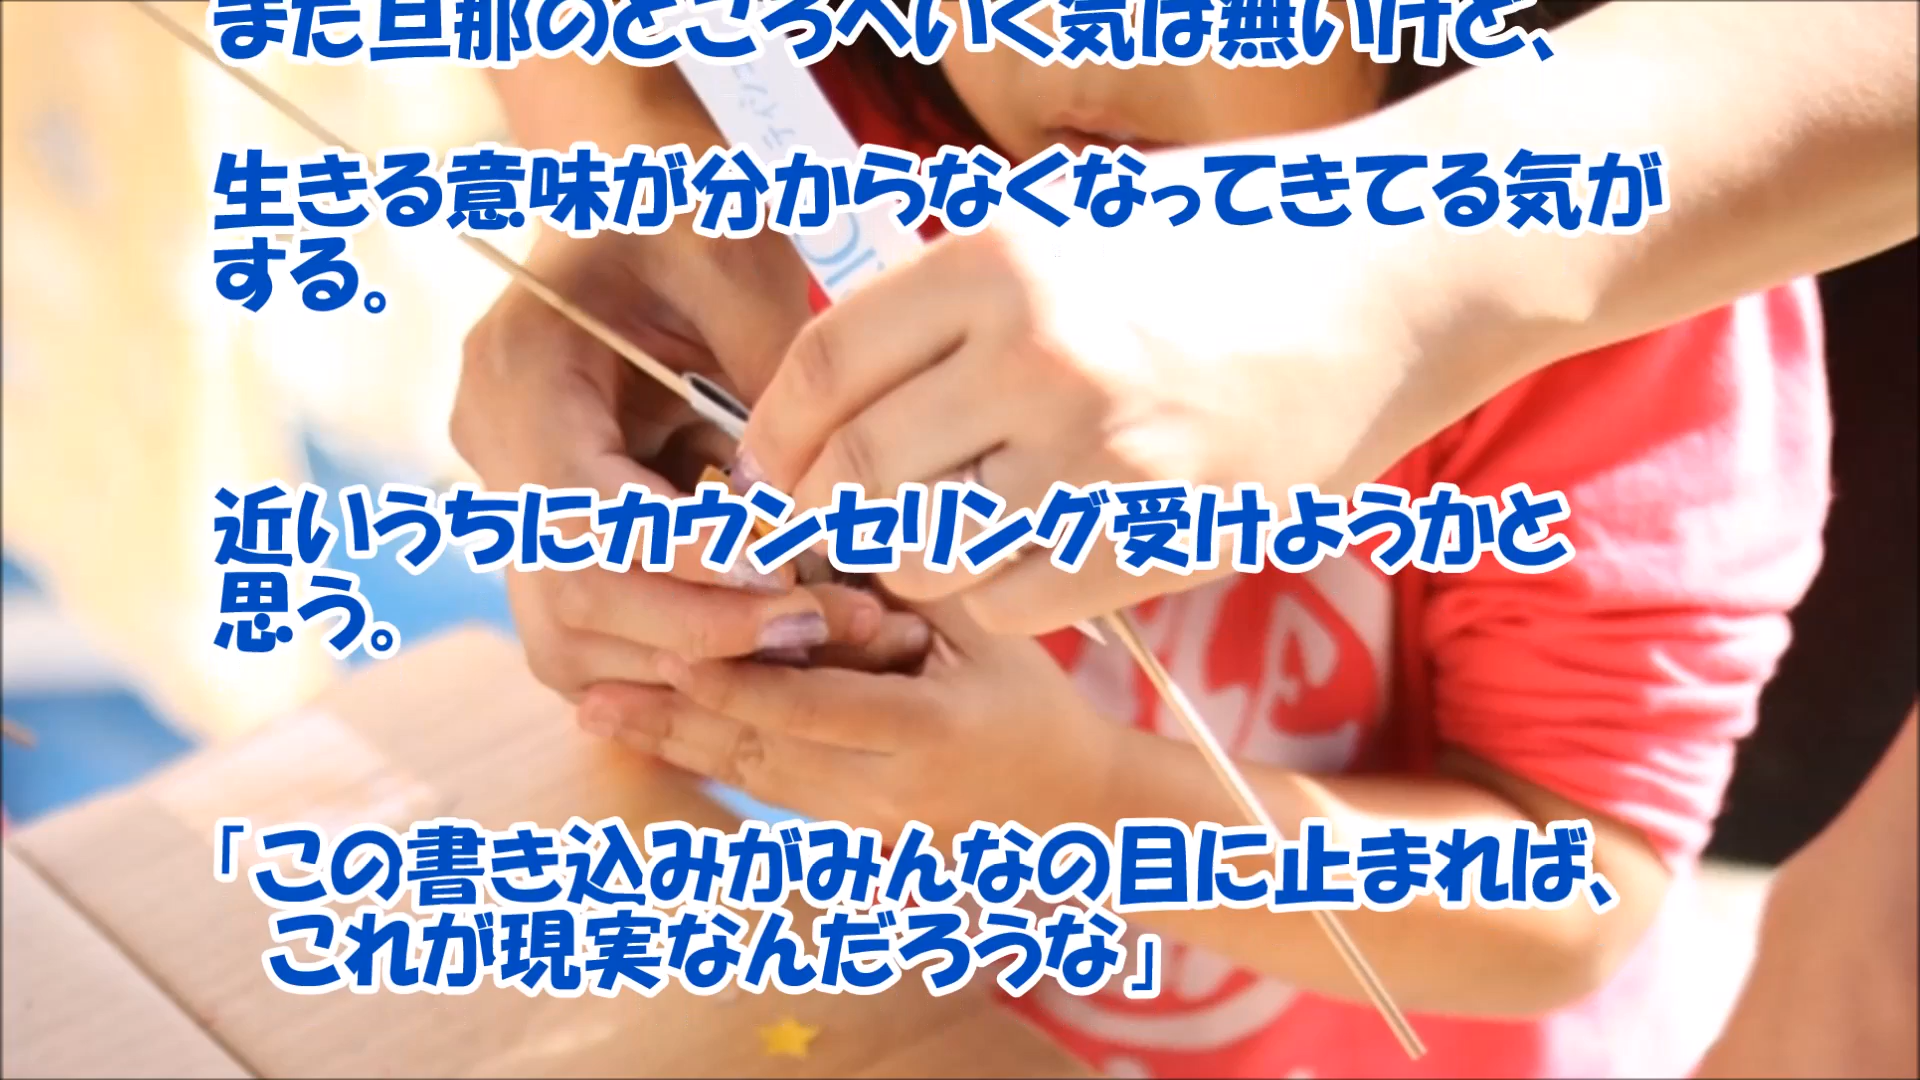 まだ旦那のところへいく気は無いけど、
生きる意味が分からなくなってきてる気が
する。
近いうちにカウンセリング受けようかと
思う。
「この書き込みがみんなの目に止まれば、
これが現実なんだろうな」